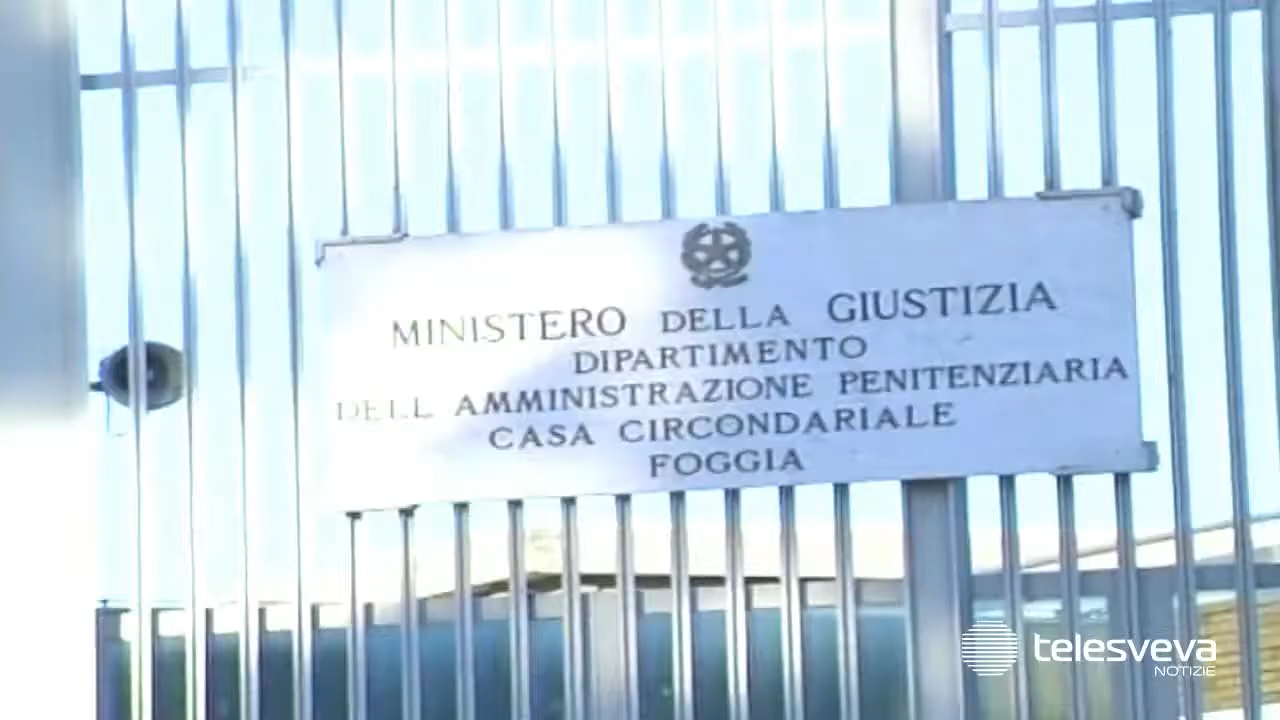 MINISTERO DELLA GIUSTIZIA
DIPARTIMENTO
DELL AMMINISTRAZIONE PENITENZIARIA
CASA CIRCONDARIALE
FOGGIA
telesveva
NOTIZIE